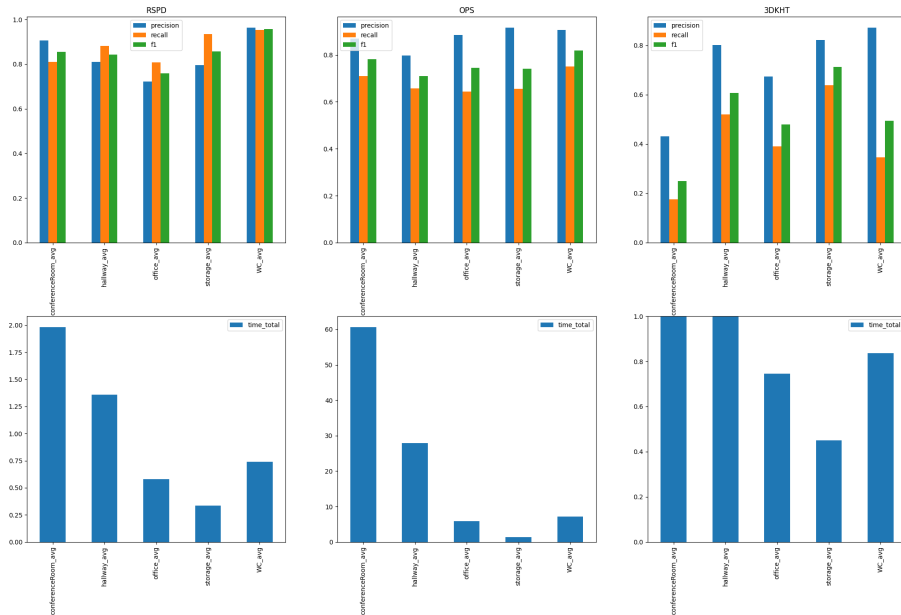 RSPD
OPS
3DKHT
precision
recall
f1
precision
recall
f1
precision
recall
f1
1.0
0.8
0.6
0.4
0.2
0.0
0.8
0.6
0.4
0.2
0.0
0.8
0.6
0.4
0.2
0.0
conferenceRoom_avg
hallway_avg
office_avg
storage_avg
WC_avg
conferenceRoom_avg
hallway_avg
office_avg
storage_avg
WC_avg
conferenceRoom_avg
hallway_avg
office_avg
storage_avg
WC_avg
time_total
time_total
time_total
2.00
1.75
1.50
1.25
1.00
0.75
0.50
0.25
0.00
60
50
40
30
20
10
0
1.0
0.8
0.6
0.4
0.2
0.0
conferenceRoom_avg
hallway_avg
office_avg
storage_avg
WC_avg
conferenceRoom_avg
hallway_avg
office_avg
storage_avg
WC_avg
conferenceRoom_avg
hallway_avg
office_avg
storage_avg
WC_avg